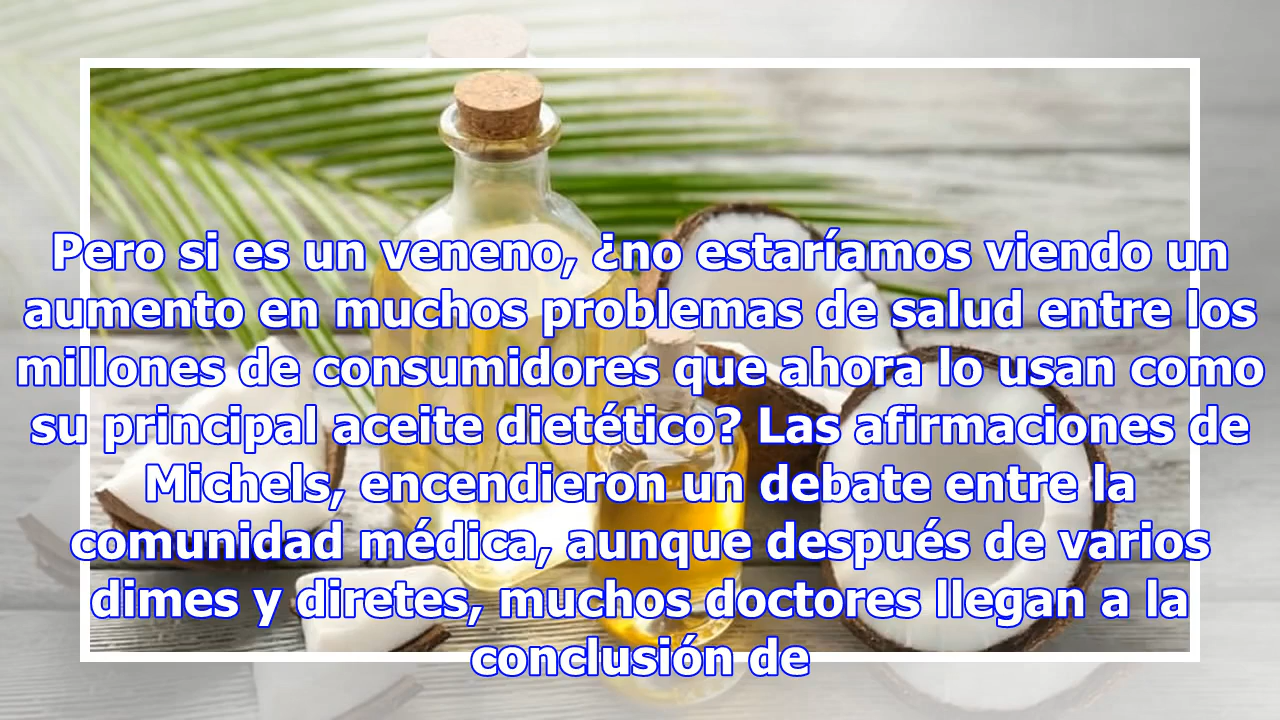 Pero si es un veneno, ¿no estaríamos viendo un
aumento en muchos problemas de salud entre los
millones de consumidores que ahora lo usan como
su principal aceite dietético? Las afirmaciones de
Michels, encendieron un debate entre la
comunidad médica, aunque después de varios
dimes y diretes, muchos doctores llegan a la
conclusión de